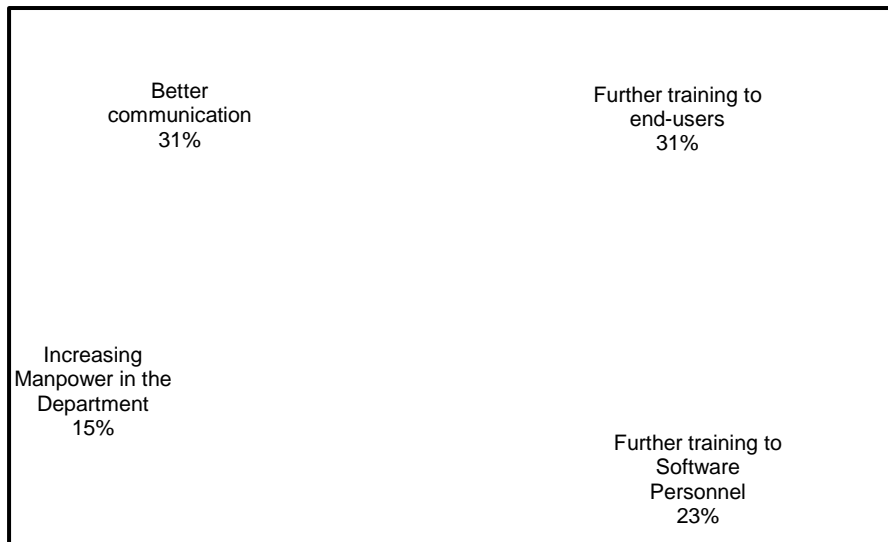 Better
communication
31%
Further training to
end-users
31%
Increasing
Manpower in the
Department
15%
Further training to
Software
Personnel
23%